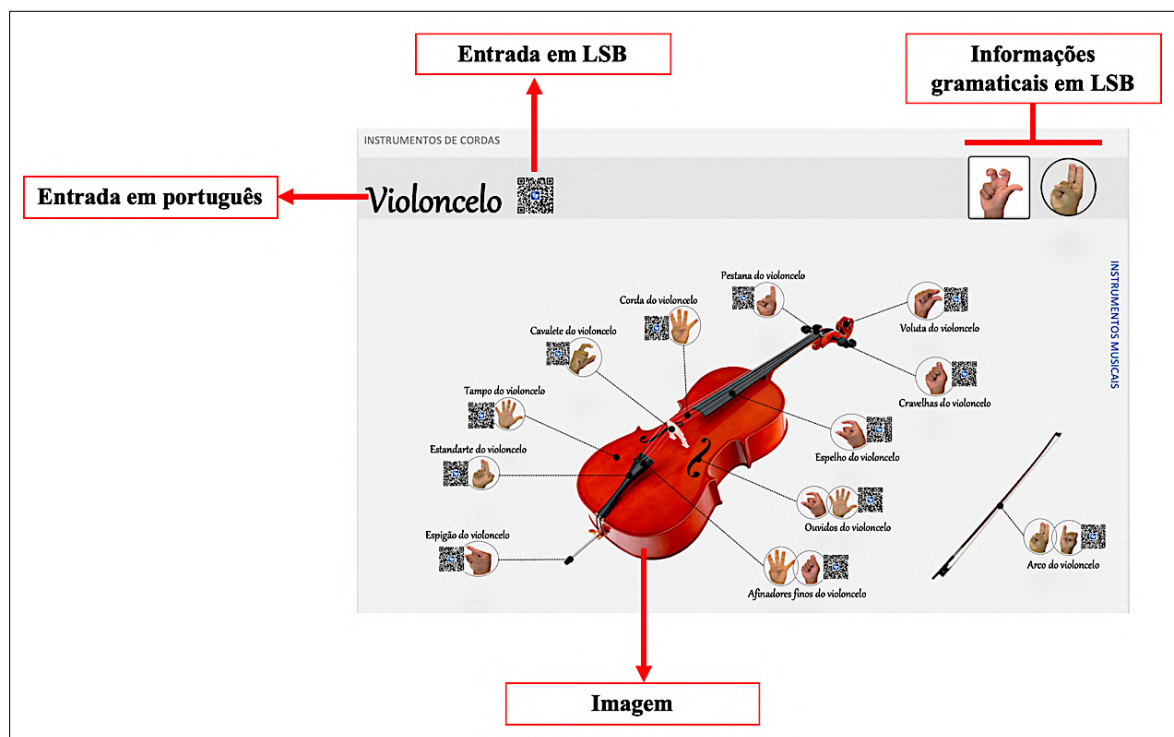 Entrada em LSB
Informações
gramaticais em LSB
INSTRUMENTOS DE CORDAS
Entrada em português
Violoncelo
INSTRUMENTOS MUSICAIS
Pestana do violoncelo
Corda do violoncelo
Voluta do violoncelo
Cavalete do violoncelo
Cravelhas do violoncelo
Tampo do violoncelo
Estandarte do violoncelo
Espelho do violoncelo
Ouvidos do violoncelo
Espigão do violoncelo
Arco do violoncelo
Afinadores finos do violoncelo
Imagem